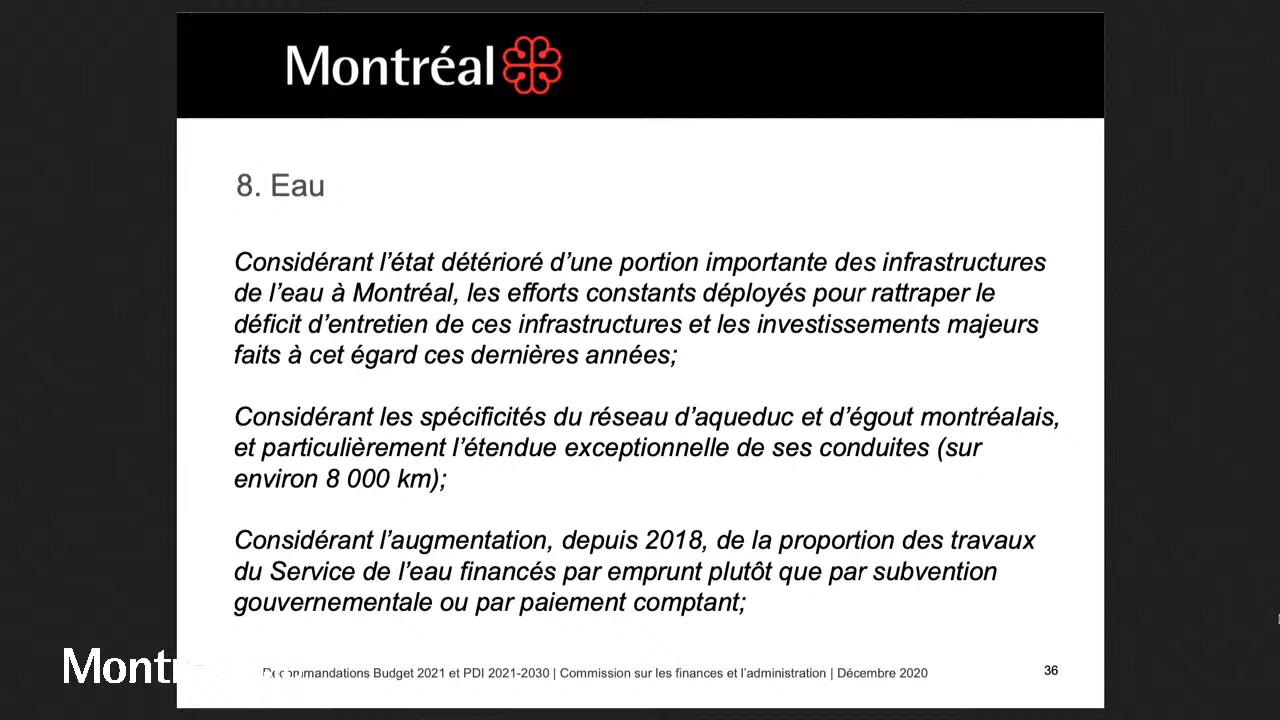 Montréal
8. Eau
Considérant l'état détérioré d'une portion importante des infrastructures
de l'eau à Montréal, les efforts constants déployés pour rattraper le
déficit d'entretien de ces infrastructures et les investissements majeurs
faits à cet égard ces dernières années;
Considérant les spécificités du réseau d'aqueduc et d'égout montréalais,
et particulièrement l'étendue exceptionnelle de ses conduites (sur
environ 8 000 km);
Considérant l'augmentation, depuis 2018, de la proportion des travaux
du Service de l'eau financés par emprunt plutôt que par subvention
gouvernementale ou par paiement comptant;
Recommandations Budget 2021 et PDI 2021-2030 | Commission sur les finances et l'administration | Décembre 2020
36